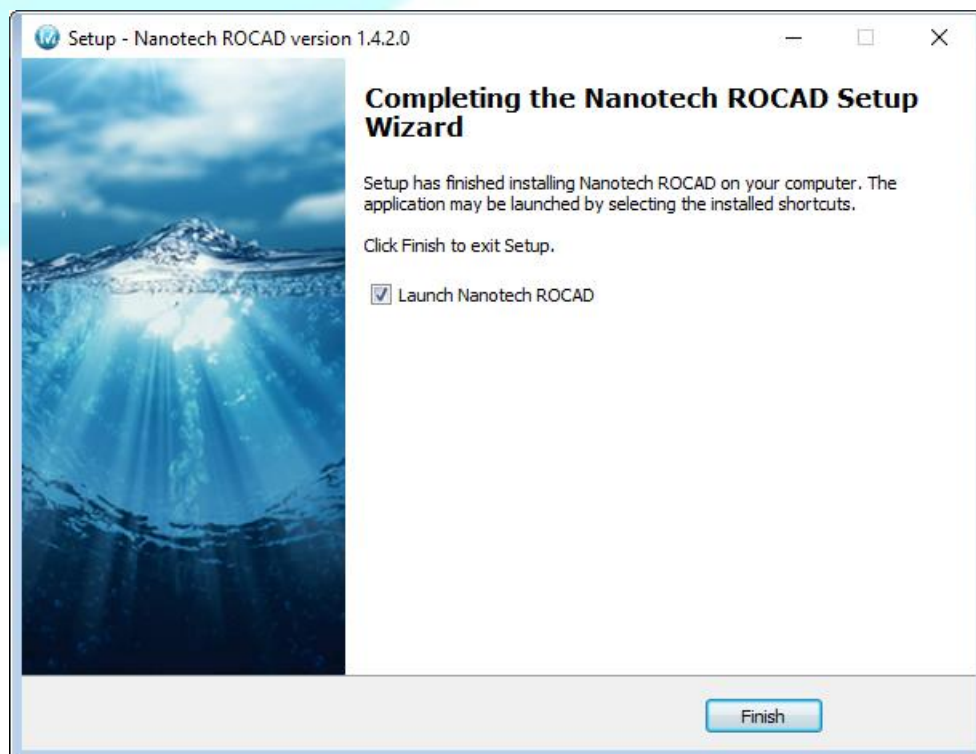 Setup - Nanotech ROCAD version 1.4.2.0
Completing the Nanotech ROCAD Setup
Wizard
Setup has finished installing Nanotech ROCAD on your computer. The
application may be launched by selecting the installed shortcuts.
Click Finish to exit Setup.
Launch Nanotech ROCAD
Finish